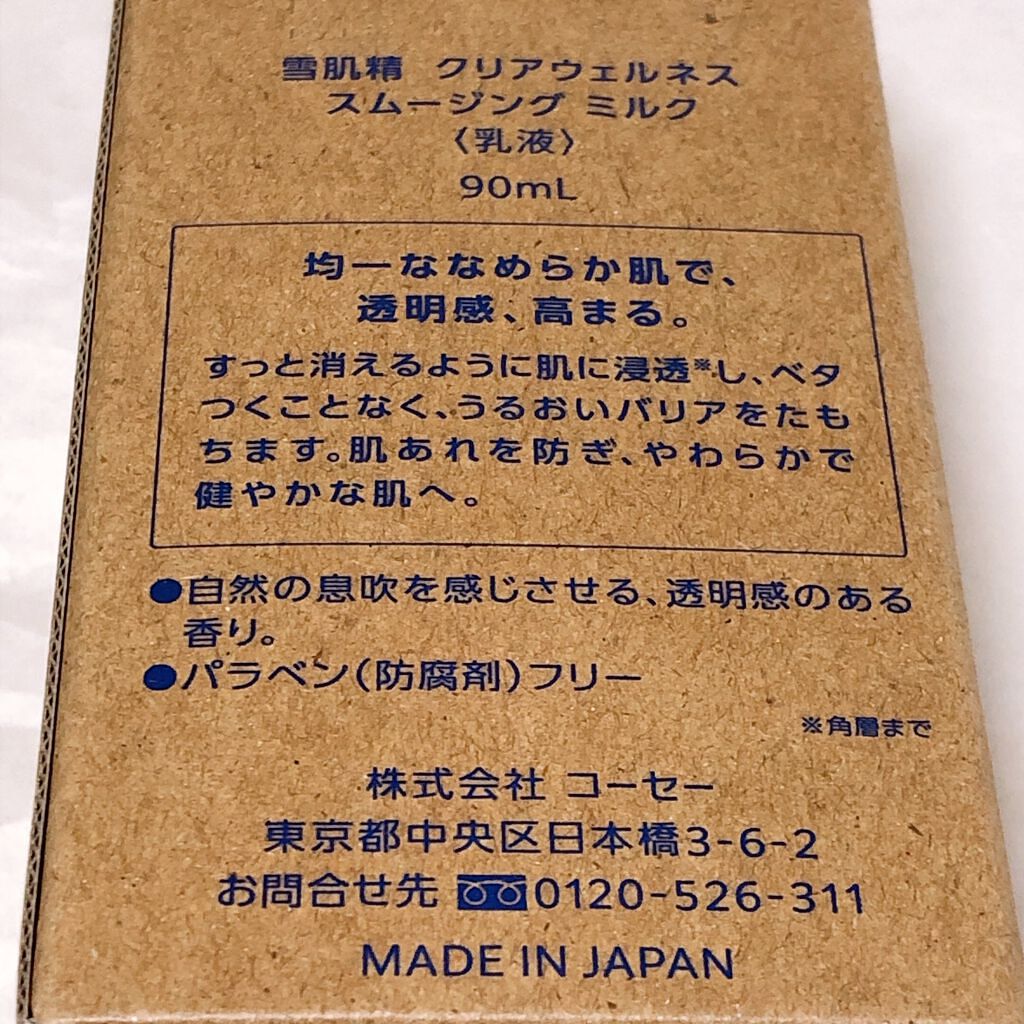 雪肌精 クリアウェルネス
スムージング ミルク
〈乳液〉
90mL
均一ななめらか肌で、
透明感、高まる。
すっと消えるように肌に浸透※し、ベタ
つくことなく、うるおいバリアをたも
ちます。肌あれを防ぎ、やわらかで
健やかな肌へ。
●自然の息吹を感じさせる、透明感のある
香り。
●パラベン(防腐剤)フリー
※角層まで
株式会社 コーセー
東京都中央区日本橋3-6-2
お問合せ先 0120-526-311
MADE IN JAPAN